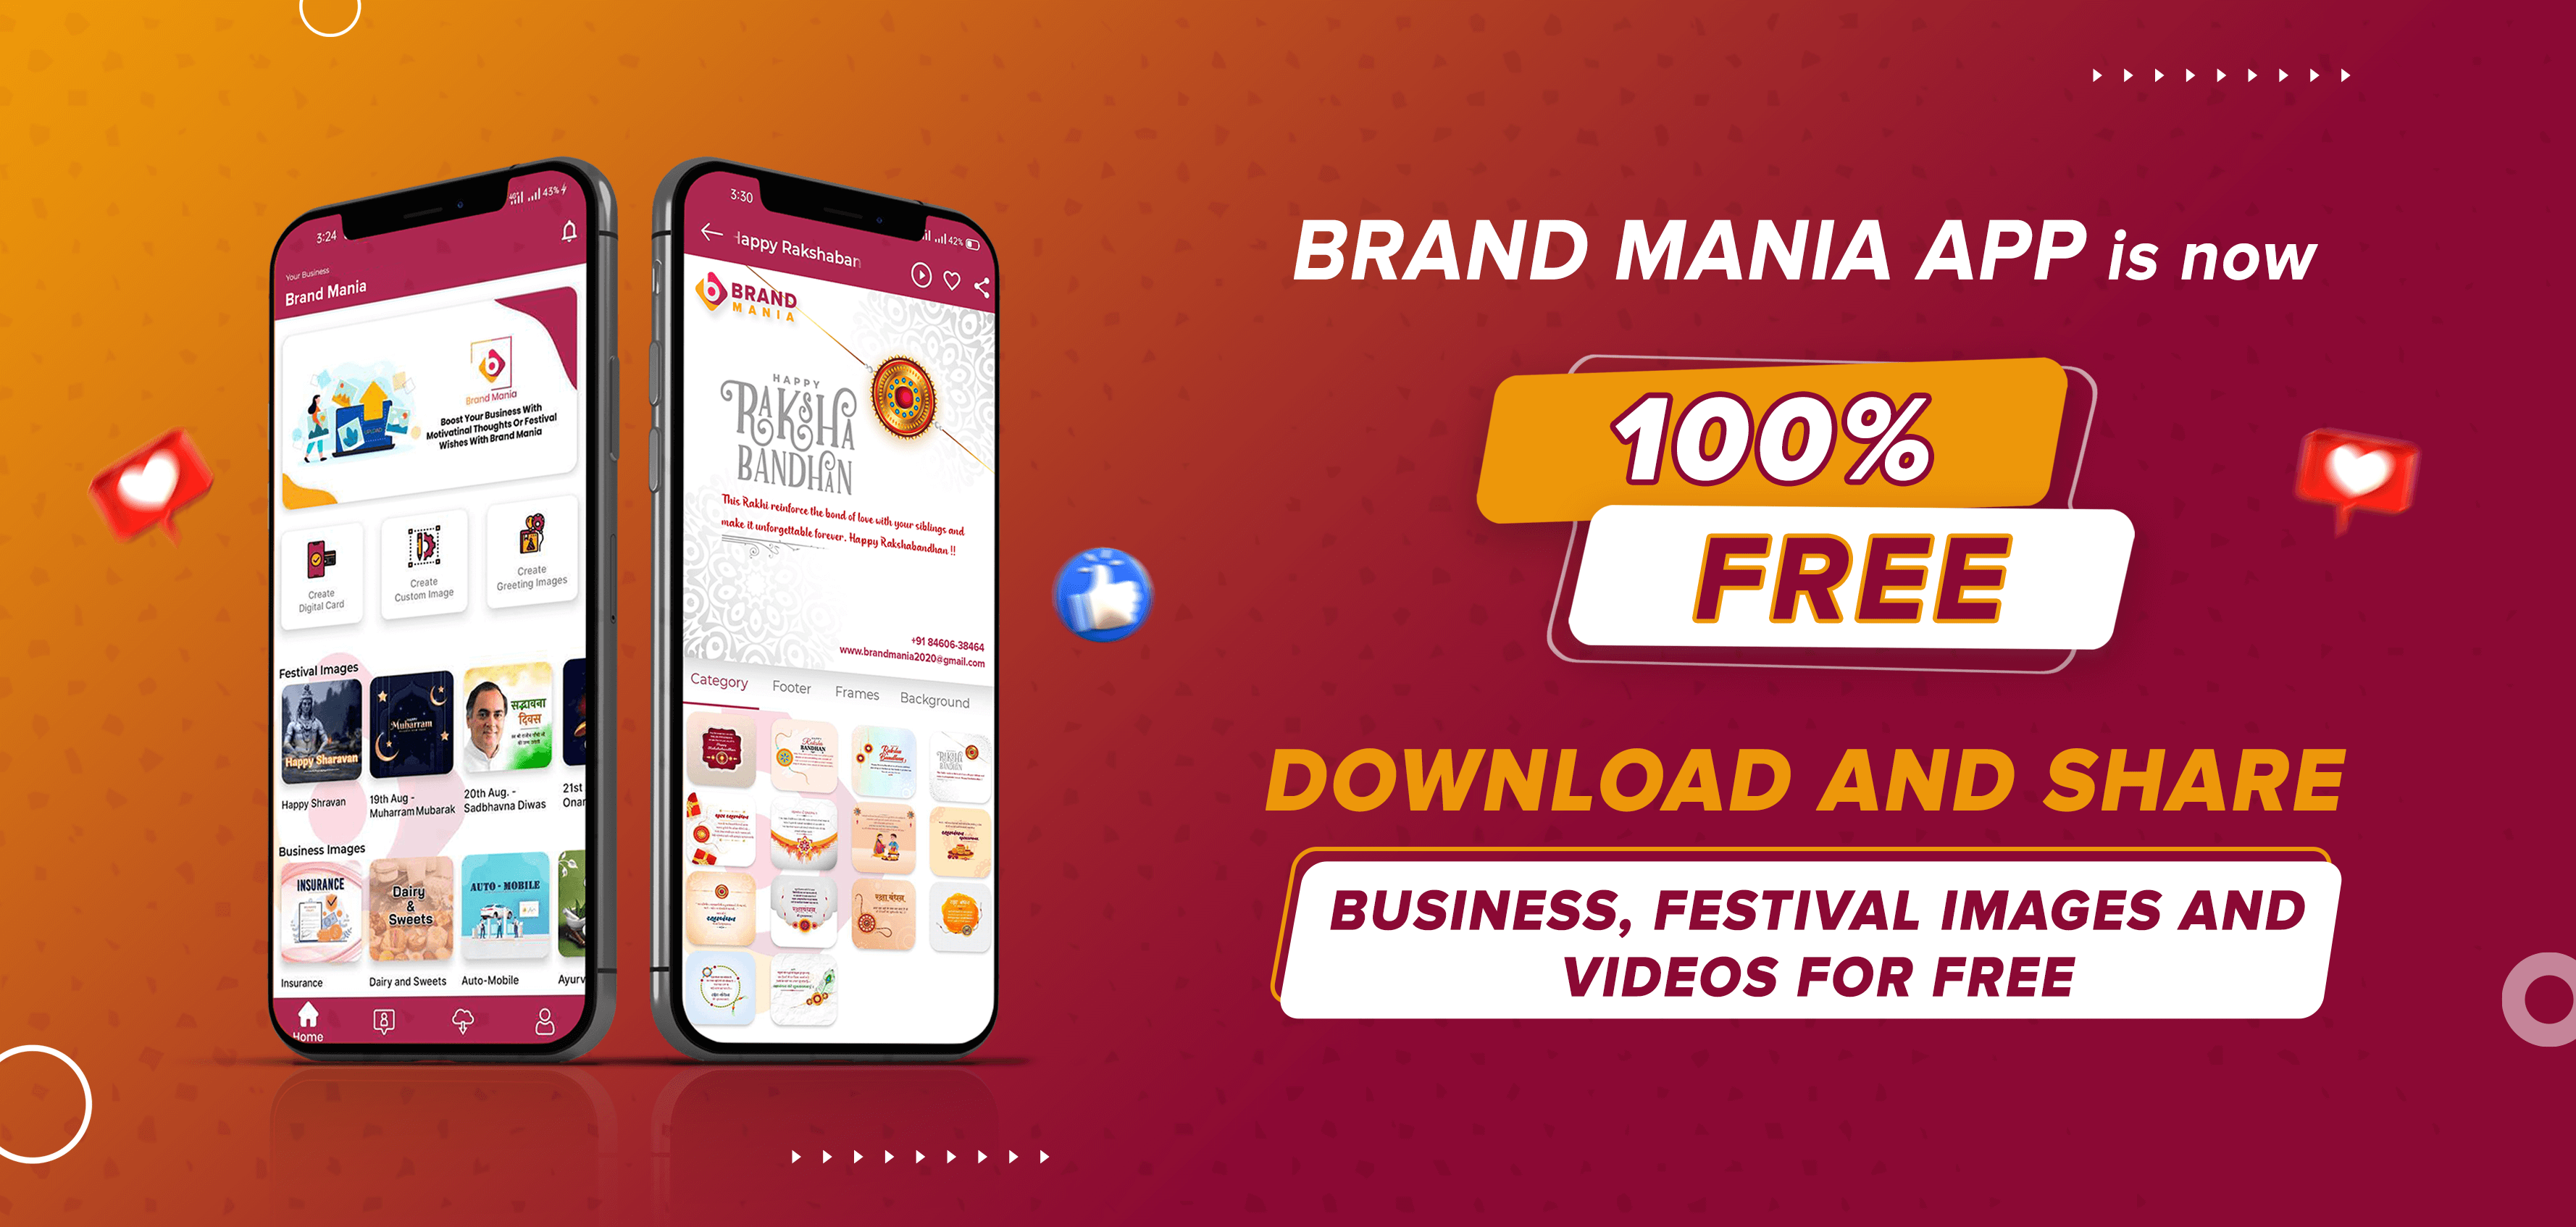 3:24
43%
Your Business
Brand Mania
Brand Mania
Boost Your Business With
Motivatinal Thoughts Or Festival
Wishes With Brand Mania
Create
Digital Card
Create
Custom Image
Create
Greeting Images
Festival Images
Happy Sharavan
Muharram
सद्भावना
दिवस
Happy Shravan
19th Aug -
Muharram Mubarak
20th Aug. -
Sadbhavna Diwas
21st
Onar
Business Images
INSURANCE
Dairy
&
Sweets
AUTO - MOBILE
Insurance
Dairy and Sweets
Auto-Mobile
Ayurv
Home
3:30
42%
Happy Rakshaban
BRAND
MANIA
HAPPY
RAKSHA
BANDHAN
This Rakhi reinforce the bond of love with your siblings and
make it unforgettable forever. Happy Rakshabandhan !!
+91 84606-38464
www.brandmania2020@gmail.com
Category
Footer
Frames
Background
Raksha
BANDHAN
रक्षा बंधन
BRAND MANIA APP is now
100%
FREE
DOWNLOAD AND SHARE
BUSINESS, FESTIVAL IMAGES AND
VIDEOS FOR FREE